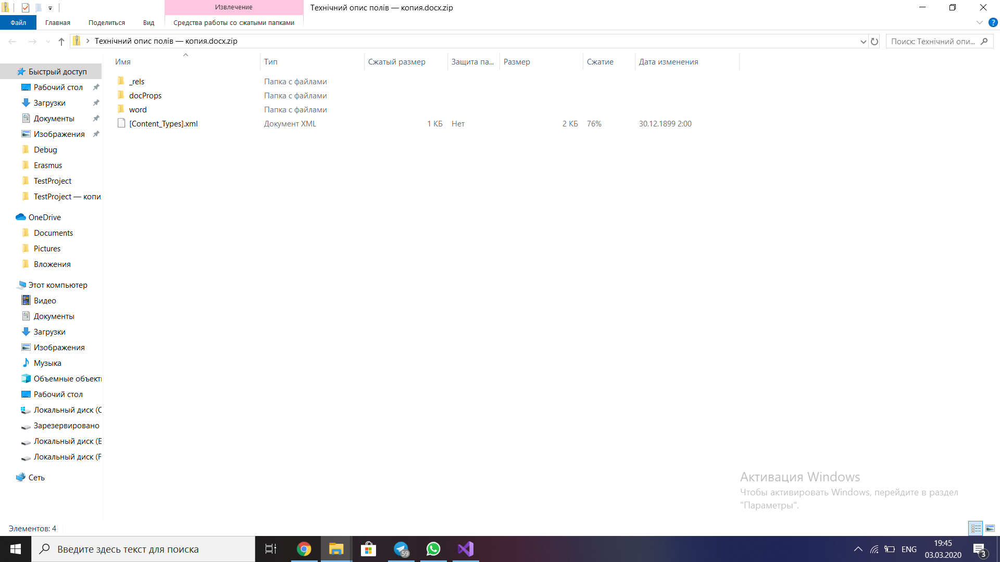 Извлечение
Технічний опис полів — копия.docx.zip
Файл
Главная
Поделиться
Вид
Средства работы со сжатыми папками
?
Технічний опис полів — копия.docx.zip
Поиск: Технічний опи...
Имя
Тип
Сжатый размер
Защита па...
Размер
Сжатие
Дата изменения
_rels
Папка с файлами
docProps
Папка с файлами
word
Папка с файлами
[Content_Types].xml
Документ XML
1 КБ
Нет
2 КБ
76%
30.12.1899 2:00
Быстрый доступ
Рабочий стол
Загрузки
Документы
Изображения
Debug
Erasmus
TestProject
TestProject — копи
OneDrive
Documents
Pictures
Вложения
Этот компьютер
Видео
Документы
Загрузки
Изображения
Музыка
Объемные объект
Рабочий стол
Локальный диск (C
Зарезервировано
Локальный диск (E
Локальный диск (F
Сеть
Активация Windows
Чтобы активировать Windows, перейдите в раздел
"Параметры".
Элементов: 4
Введите здесь текст для поиска
59
ENG
19:45
03.03.2020
3